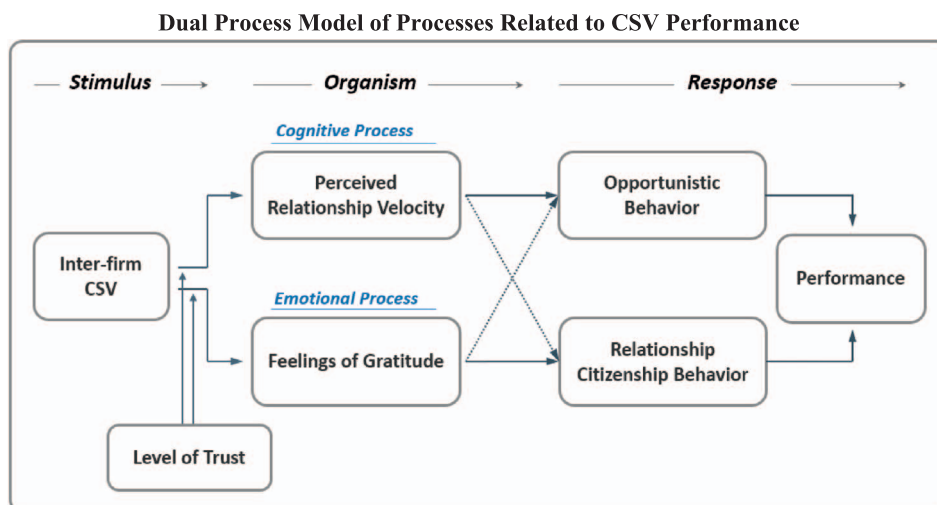 Dual Process Model of Processes Related to CSV Performance
Stimulus
Organism
Response
Cognitive Process
Perceived
Relationship Velocity
Opportunistic
Behavior
Inter-firm
CSV
Performance
Emotional Process
Feelings of Gratitude
Relationship
Citizenship Behavior
Level of Trust